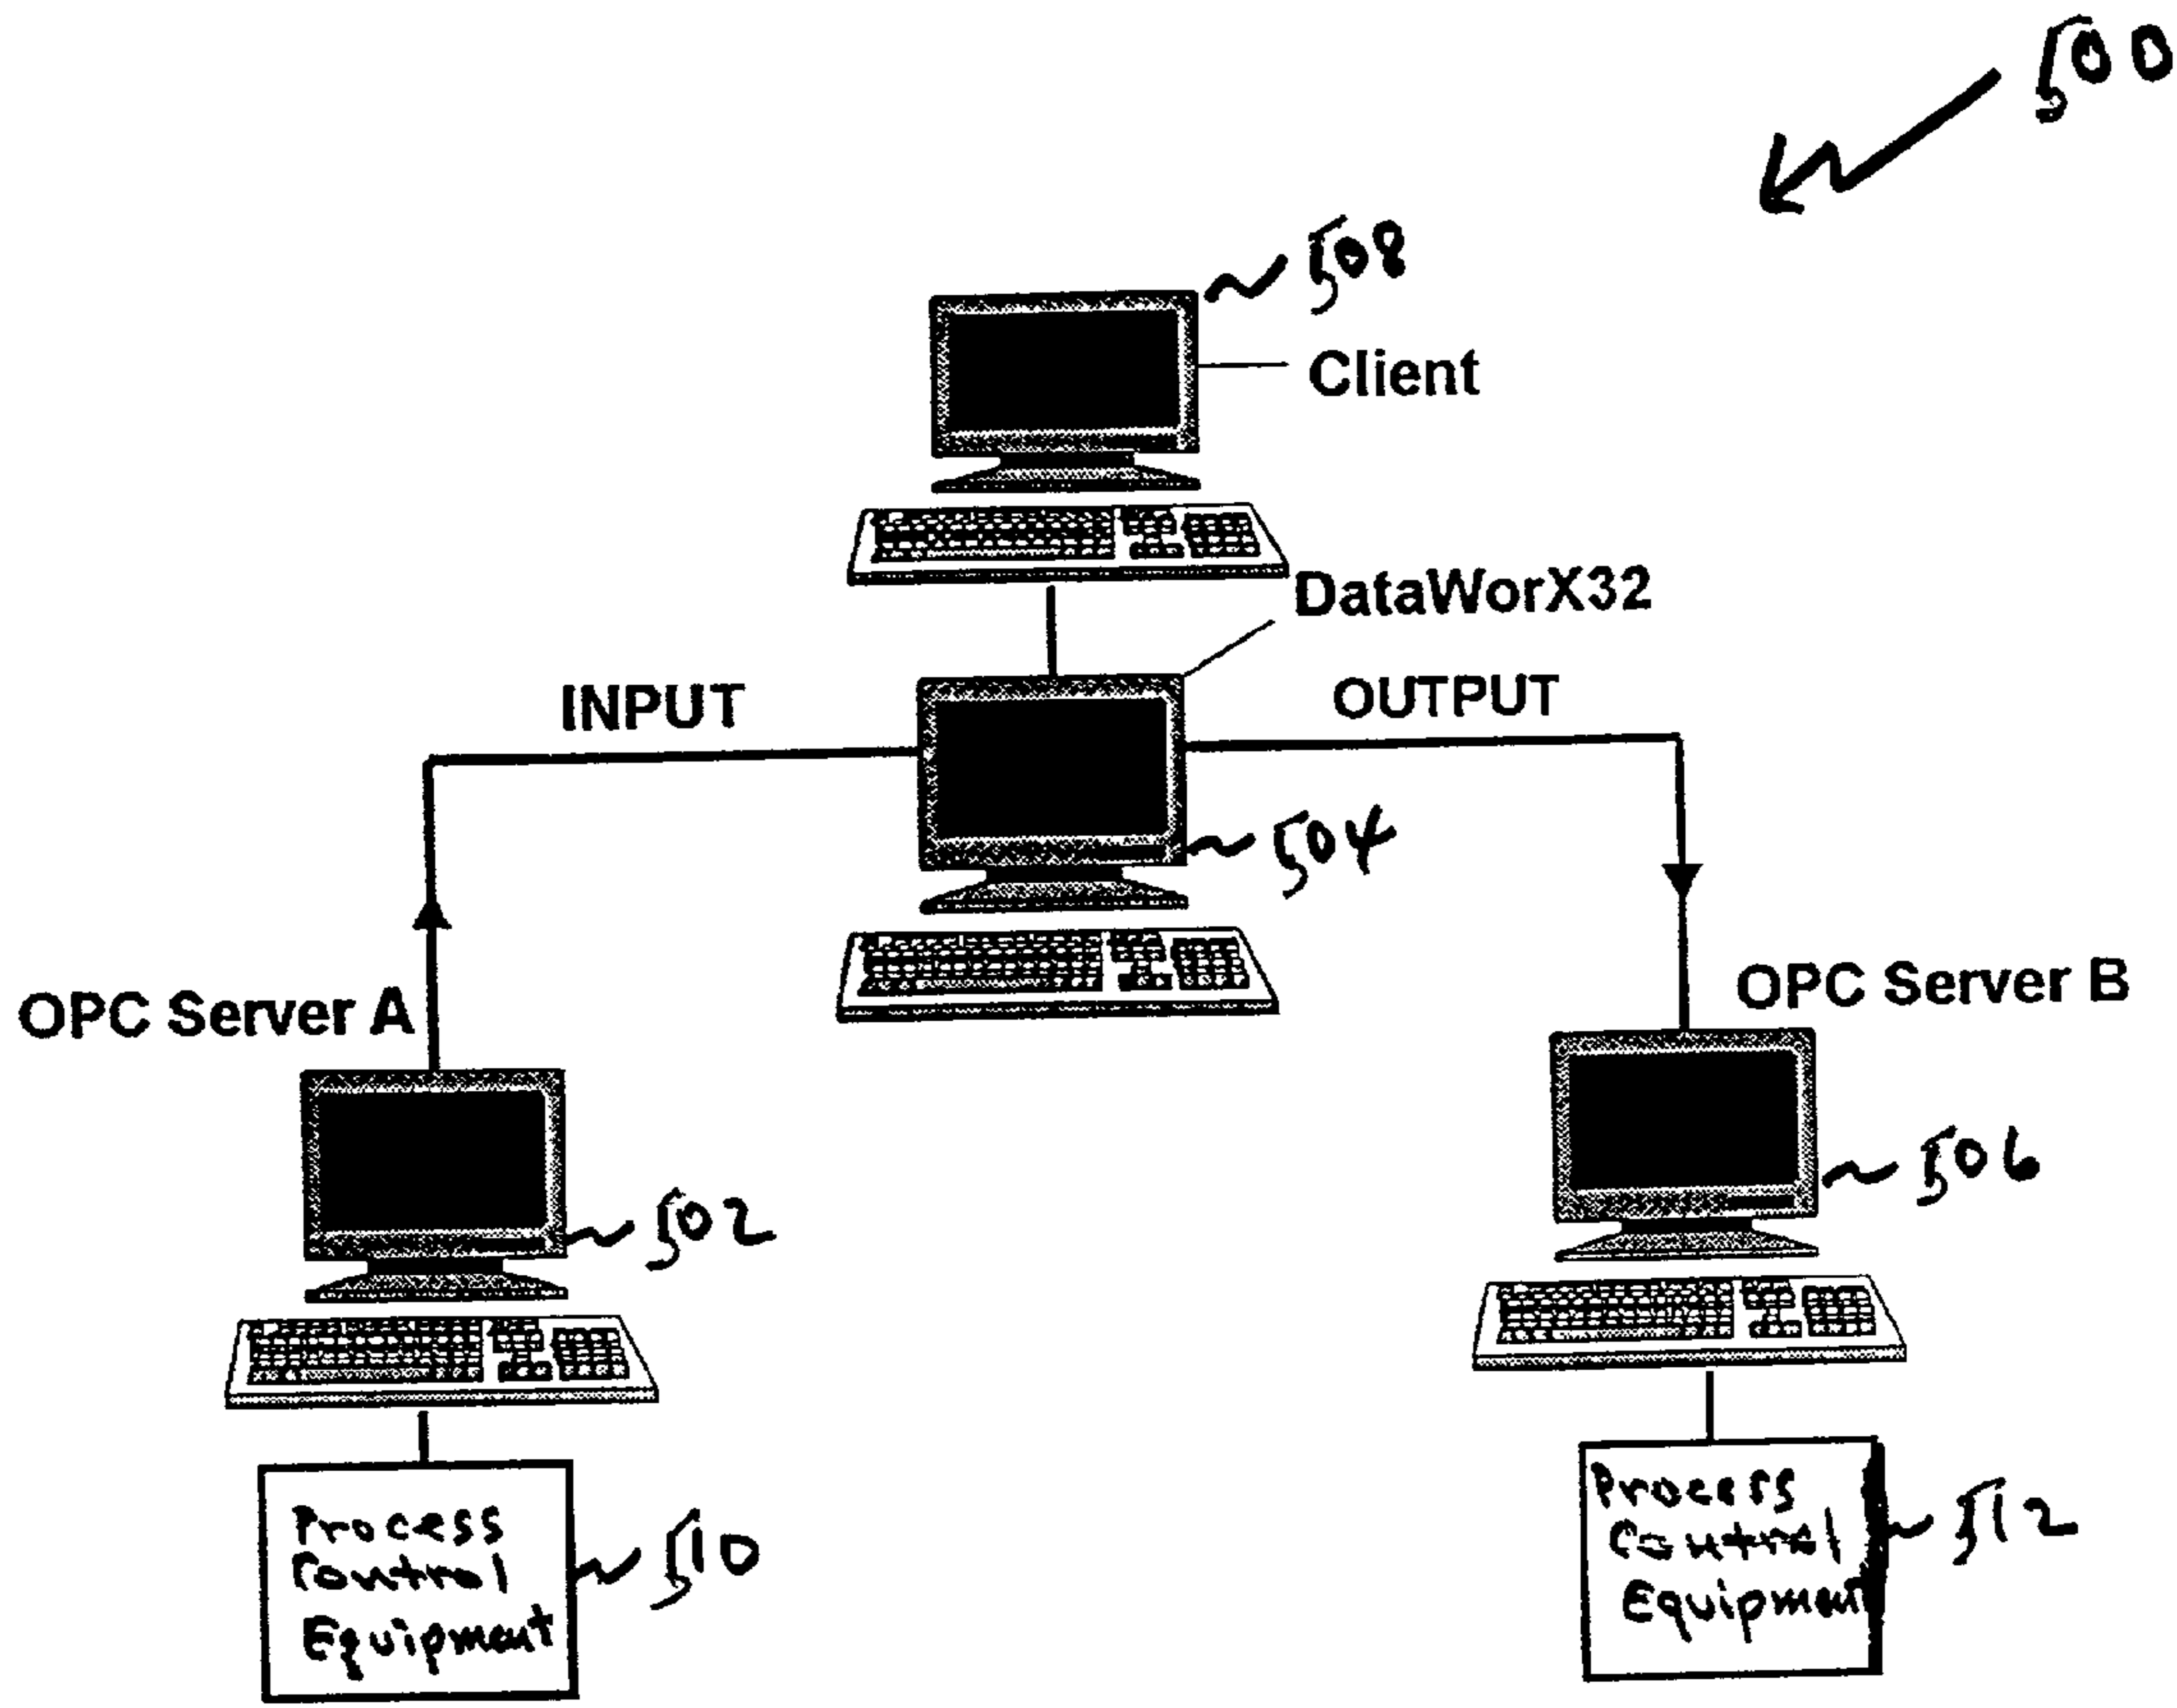 500
508
Client
DataWorX32
INPUT
OUTPUT
504
OPC Server A
OPC Server B
506
502
Process
Control
Equipment
510
Process
Control
Equipment
512